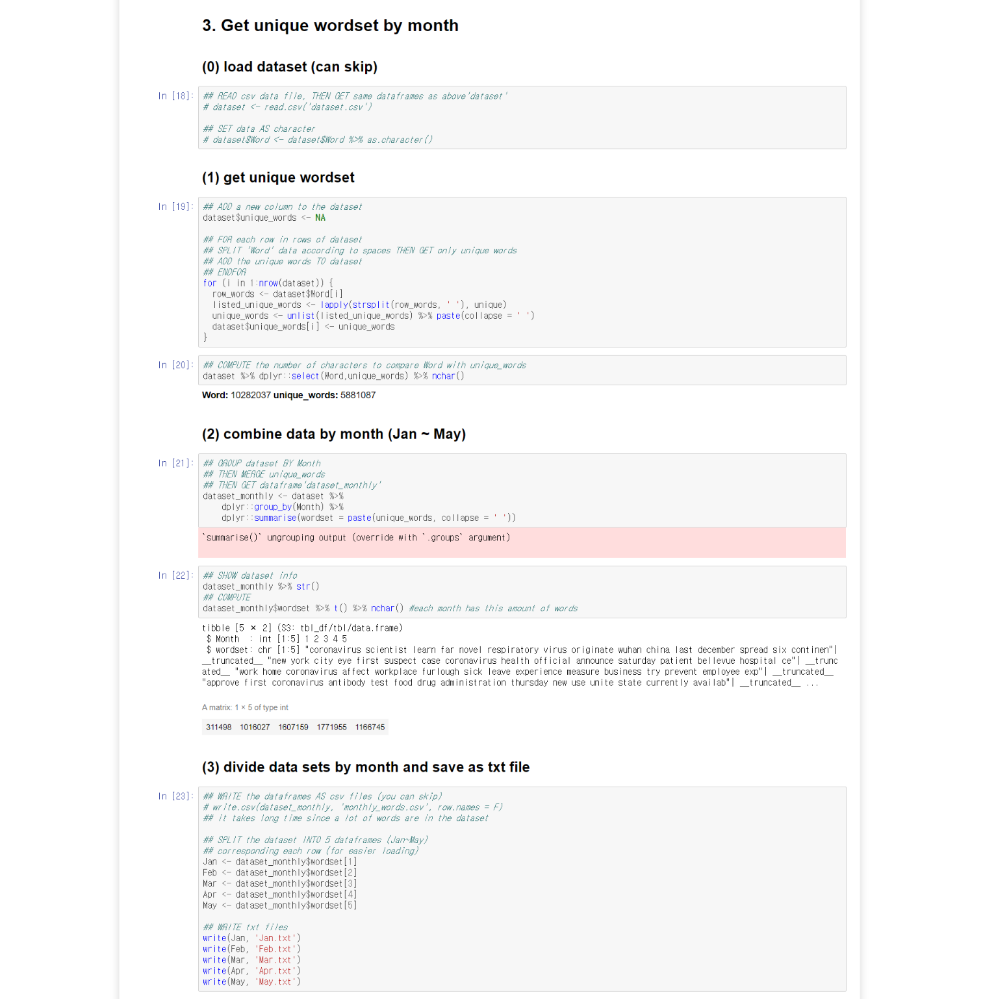 3. Get unique wordset by month
(0) load dataset (can skip)
In [18]:
## READ csv data file, THEN GET same dataframes as above'dataset'
# dataset <- read.csv('dataset.csv')
## SET data AS character
# dataset$Word <- dataset$Word %>% as.character()
(1) get unique wordset
In [19]:
## ADD a new column to the dataset
dataset$unique_words <- NA
## FOR each row in rows of dataset
## SPLIT 'Word' data according to spaces THEN GET only unique words
## ADD the unique words TO dataset
## ENDFOR
for (i in 1:nrow(dataset)) {
  row_words <- dataset$Word[i]
  listed_unique_words <- lapply(strsplit(row_words, ' '), unique)
  unique_words <- unlist(listed_unique_words) %>% paste(collapse = ' ')
  dataset$unique_words[i] <- unique_words
}
In [20]:
## COMPUTE the number of characters to compare Word with unique_words
dataset %>% dplyr::select(Word,unique_words) %>% nchar()
Word: 10282037 unique_words: 5881087
(2) combine data by month (Jan ~ May)
In [21]:
## GROUP dataset BY Month
## THEN MERGE unique_words
## THEN GET dataframe'dataset_monthly'
dataset_monthly <- dataset %>%
    dplyr::group_by(Month) %>%
    dplyr::summarise(wordset = paste(unique_words, collapse = ' '))
`summarise()` ungrouping output (override with `.groups` argument)
In [22]:
## SHOW dataset info
dataset_monthly %>% str()
## COMPUTE
dataset_monthly$wordset %>% t() %>% nchar() #each month has this amount of words
tibble [5 × 2] (S3: tbl_df/tbl/data.frame)
 $ Month  : int [1:5] 1 2 3 4 5
 $ wordset: chr [1:5] "coronavirus scientist learn far novel respiratory virus originate wuhan china last december spread six continen"|
__truncated__ "new york city eye first suspect case coronavirus health official announce saturday patient bellevue hospital ce"| __trunc
ated__ "work home coronavirus affect workplace furlough sick leave experience measure business try prevent employee exp"| __truncated__
"approve first coronavirus antibody test food drug administration thursday new use unite state currently availab"| __truncated__ ...
A matrix: 1 × 5 of type int
311498 1016027 1607159 1771955 1166745
(3) divide data sets by month and save as txt file
In [23]:
## WRITE the dataframes AS csv files (you can skip)
# write.csv(dataset_monthly, 'monthly_words.csv', row.names = F)
## it takes long time since a lot of words are in the dataset
## SPLIT the dataset INTO 5 dataframes (Jan~May)
## corresponding each row (for easier loading)
Jan <- dataset_monthly$wordset[1]
Feb <- dataset_monthly$wordset[2]
Mar <- dataset_monthly$wordset[3]
Apr <- dataset_monthly$wordset[4]
May <- dataset_monthly$wordset[5]
## WRITE txt files
write(Jan, 'Jan.txt')
write(Feb, 'Feb.txt')
write(Mar, 'Mar.txt')
write(Apr, 'Apr.txt')
write(May, 'May.txt')